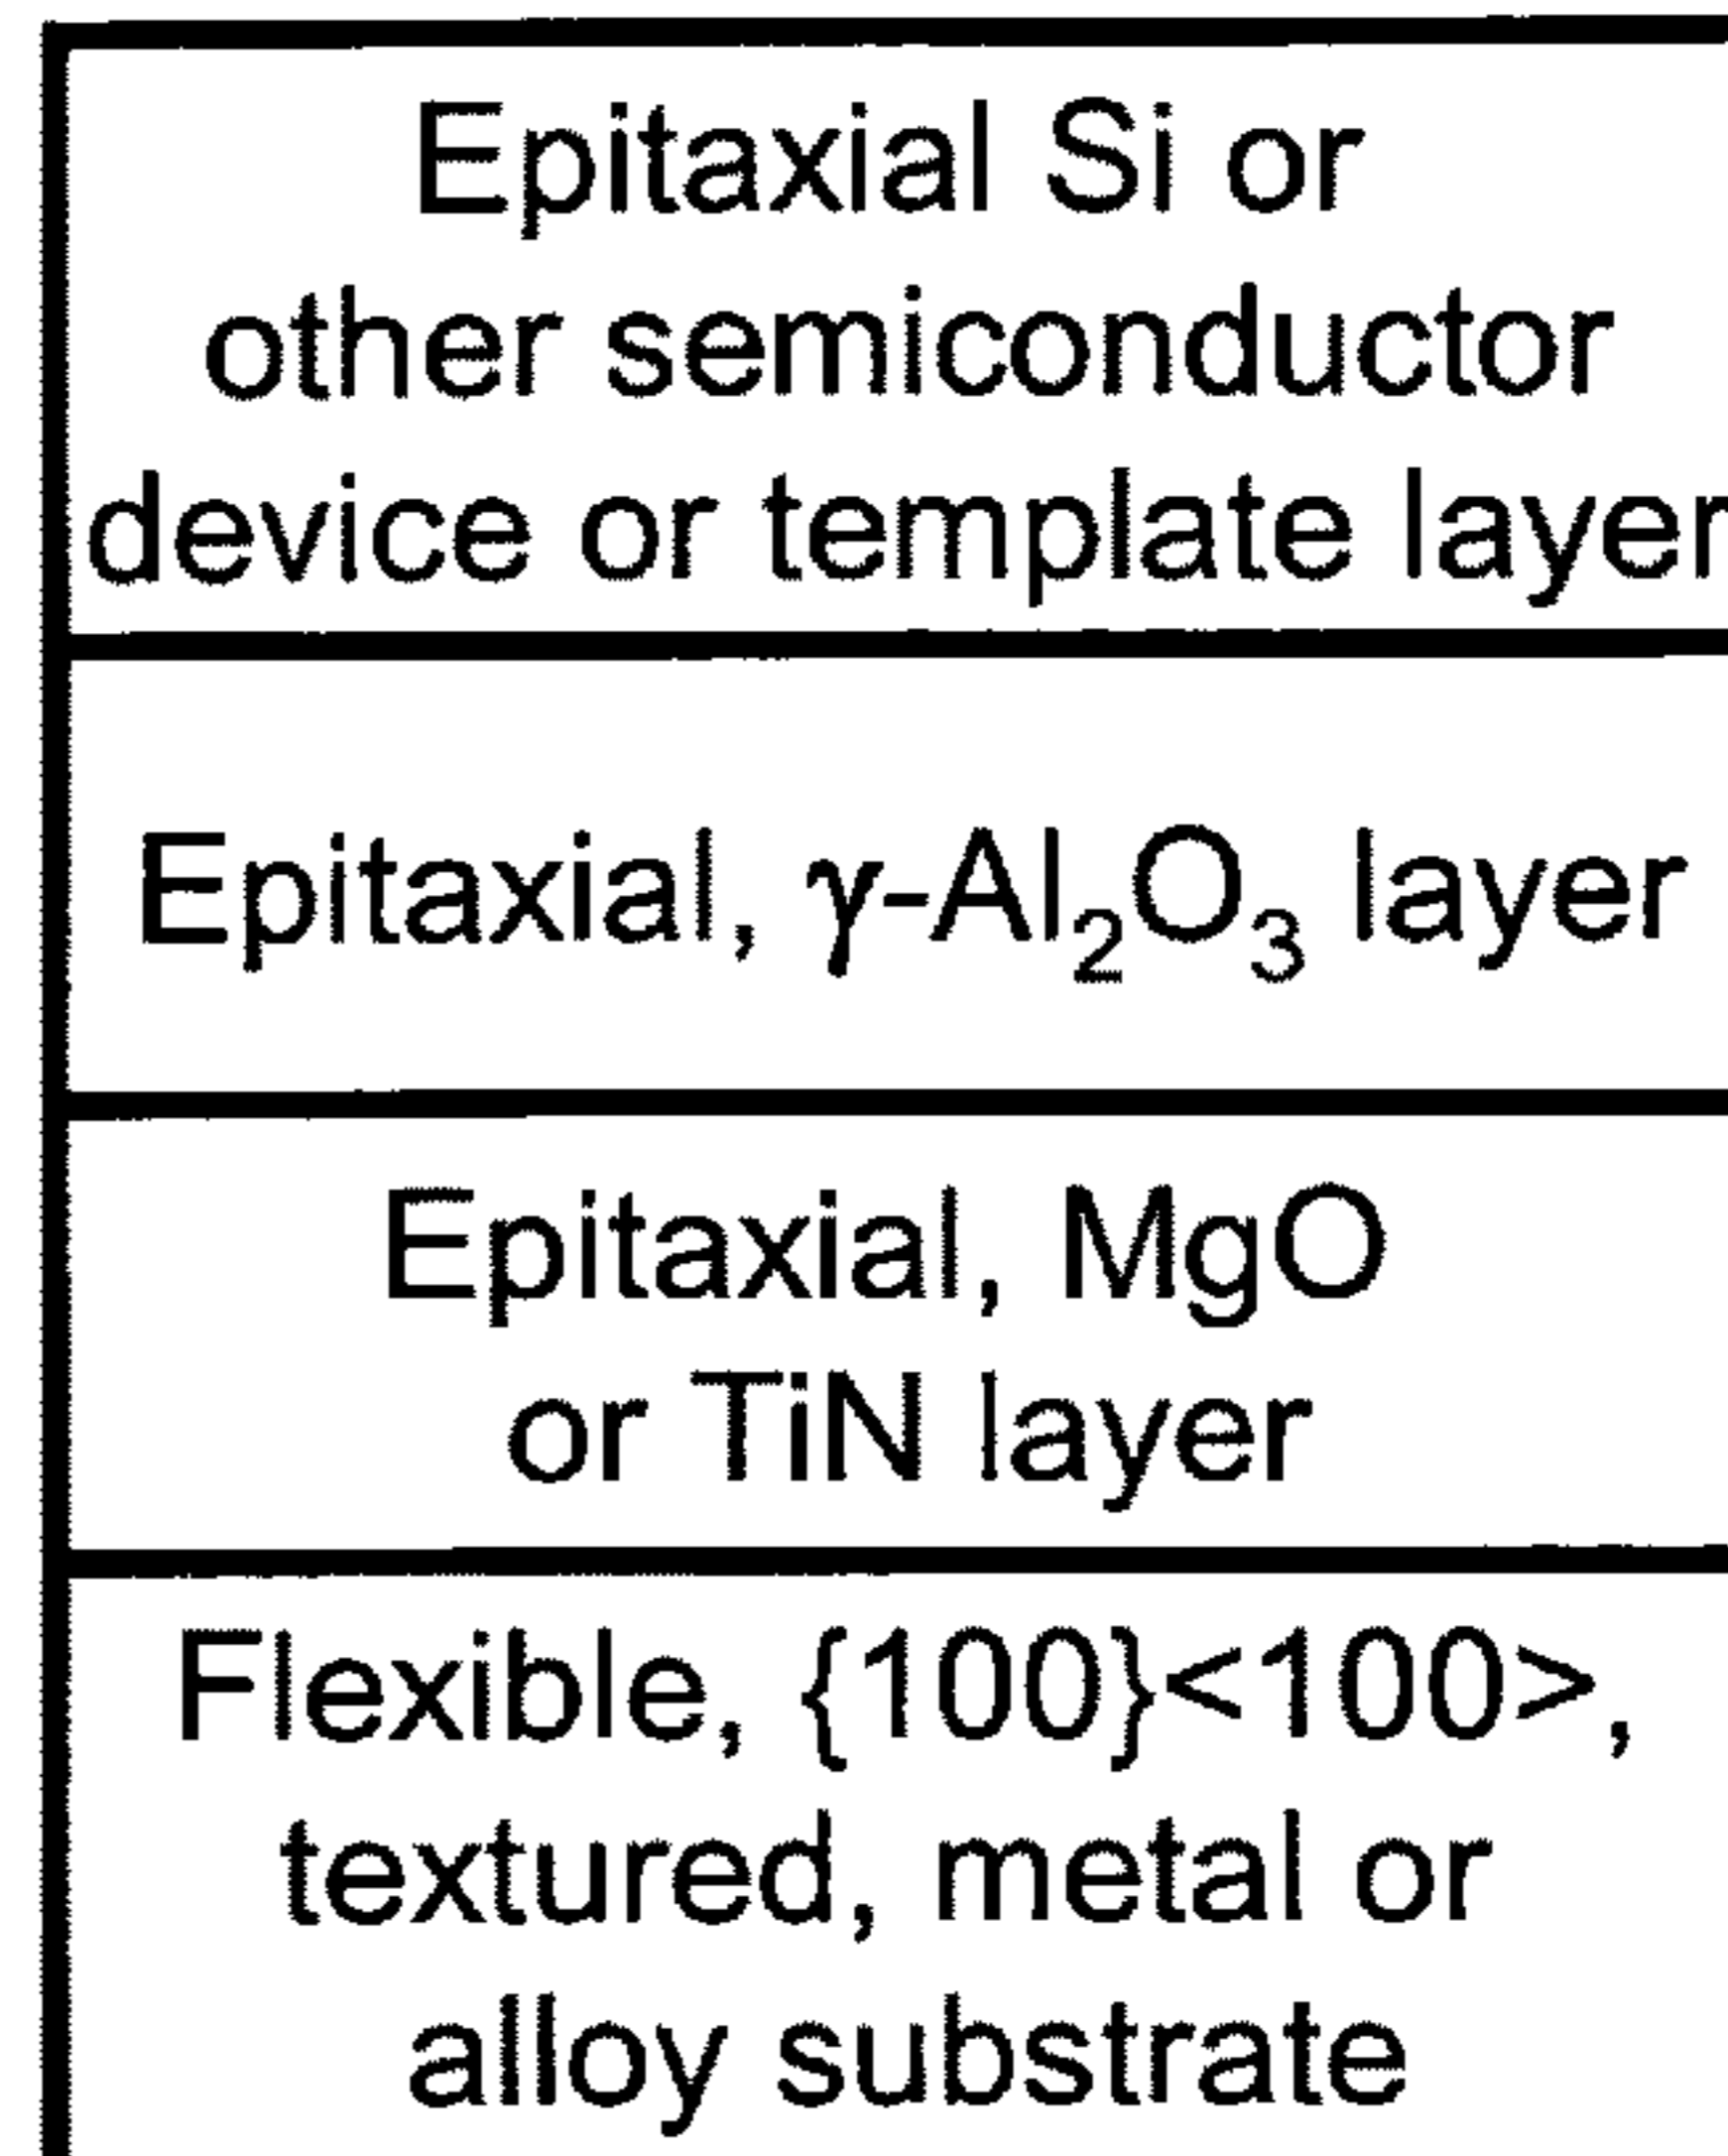 Epitaxial Si or
other semiconductor
device or template layer
Epitaxial, γ-Al₂O₃ layer
Epitaxial, MgO
or TiN layer
Flexible, {100}<100>,
textured, metal or
alloy substrate